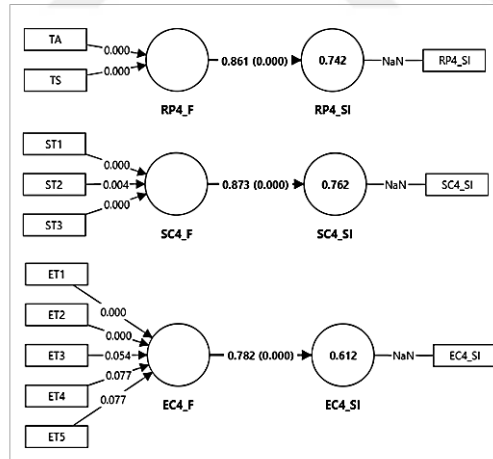 TA
0.000
TS
0.000
0.861 (0.000)
0.742
NaN
RP4_SI
RP4_F
RP4_SI
ST1
0.000
ST2
0.004
ST3
0.000
0.873 (0.000)
0.762
NaN
SC4_SI
SC4_F
SC4_SI
ET1
0.000
ET2
0.000
ET3
0.054
ET4
0.077
ET5
0.077
0.782 (0.000)
0.612
NaN
EC4_SI
EC4_F
EC4_SI